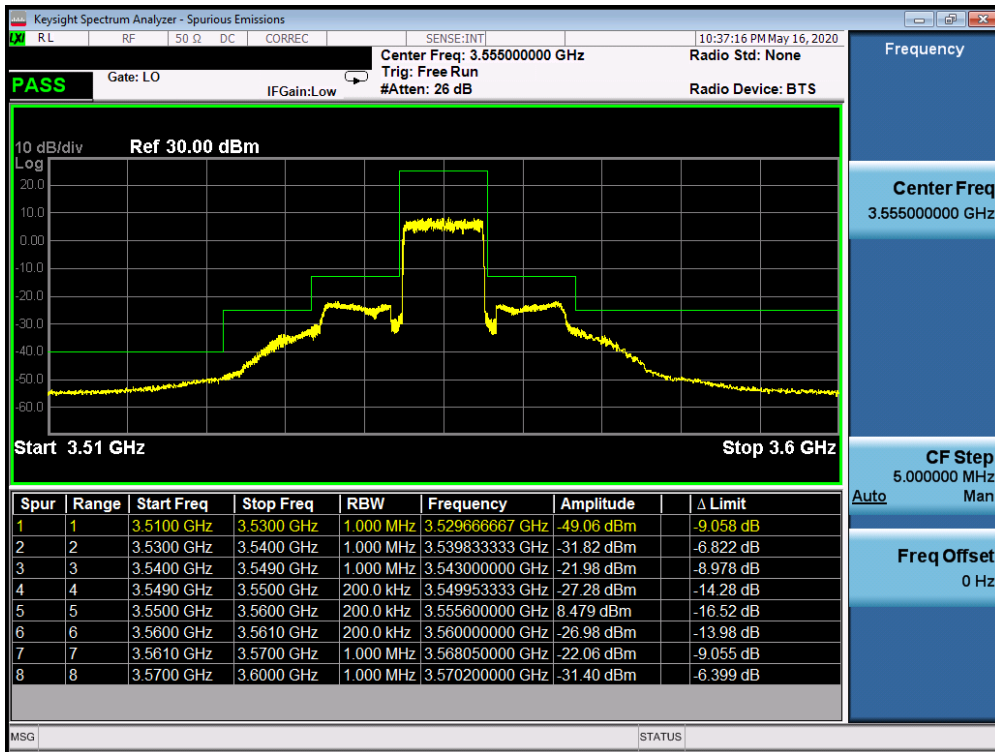 Keysight Spectrum Analyzer - Spurious Emissions
LXI RL RF 50 Ω DC CORREC SENSE:INT 10:37:16 PM May 16, 2020
Center Freq: 3.555000000 GHz Radio Std: None
Trig: Free Run
PASS Gate: LO IFGain:Low #Atten: 26 dB Radio Device: BTS
10 dB/div Ref 30.00 dBm
Log
20.0
10.0
0.00
-10.0
-20.0
-30.0
-40.0
-50.0
-60.0
Start 3.51 GHz Stop 3.6 GHz
Spur Range Start Freq Stop Freq RBW Frequency Amplitude Δ Limit
1 1 3.5100 GHz 3.5300 GHz 1.000 MHz 3.529666667 GHz -49.06 dBm -9.058 dB
2 2 3.5300 GHz 3.5400 GHz 1.000 MHz 3.539833333 GHz -31.82 dBm -6.822 dB
3 3 3.5400 GHz 3.5490 GHz 1.000 MHz 3.543000000 GHz -21.98 dBm -8.978 dB
4 4 3.5490 GHz 3.5500 GHz 200.0 kHz 3.549953333 GHz -27.28 dBm -14.28 dB
5 5 3.5500 GHz 3.5600 GHz 200.0 kHz 3.555600000 GHz 8.479 dBm -16.52 dB
6 6 3.5600 GHz 3.5610 GHz 200.0 kHz 3.560000000 GHz -26.98 dBm -13.98 dB
7 7 3.5610 GHz 3.5700 GHz 1.000 MHz 3.568050000 GHz -22.06 dBm -9.055 dB
8 8 3.5700 GHz 3.6000 GHz 1.000 MHz 3.570200000 GHz -31.40 dBm -6.399 dB
MSG STATUS
Frequency
Center Freq
3.555000000 GHz
CF Step
5.000000 MHz
Auto Man
Freq Offset
0 Hz